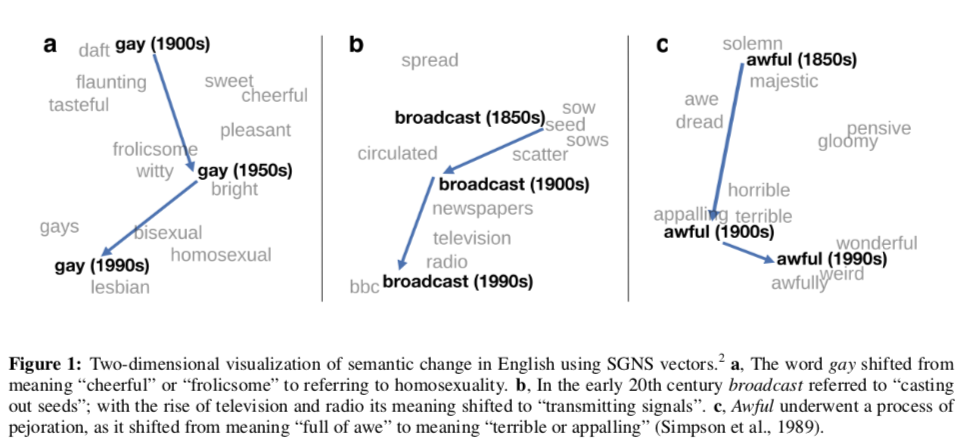 a
daft gay (1900s)
flaunting
sweet
tasteful
cheerful
pleasant
frolicsome
witty
gay (1950s)
bright
gays
bisexual
homosexual
gay (1990s)
lesbian
b
spread
sow
broadcast (1850s)
seed
sows
circulated
scatter
broadcast (1900s)
newspapers
television
radio
bbc broadcast (1990s)
c
solemn
awful (1850s)
majestic
awe
dread
pensive
gloomy
horrible
appalling terrible
awful (1900s)
wonderful
awful (1990s)
weird
awfully
Figure 1: Two-dimensional visualization of semantic change in English using SGNS vectors.2 a, The word gay shifted from
meaning “cheerful” or “frolicsome” to referring to homosexuality. b, In the early 20th century broadcast referred to “casting
out seeds”; with the rise of television and radio its meaning shifted to “transmitting signals”. c, Awful underwent a process of
pejoration, as it shifted from meaning “full of awe” to meaning “terrible or appalling” (Simpson et al., 1989).